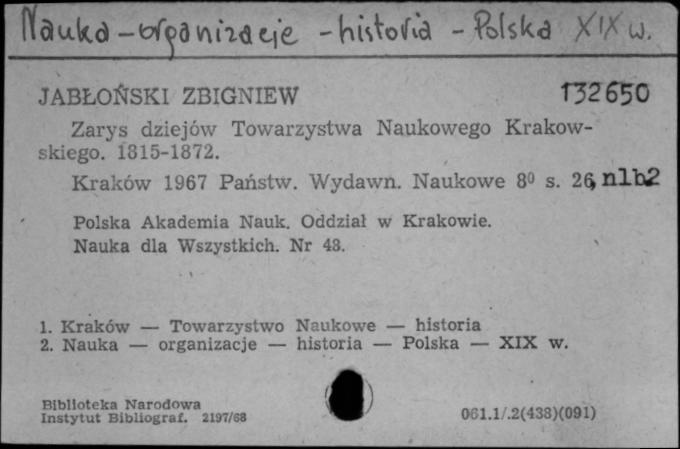 Nauka - organizacje - historia - Polska XIX w.
JABŁOŃSKI ZBIGNIEW 132650
Zarys dziejów Towarzystwa Naukowego Krakow-
skiego. 1815-1872.
Kraków 1967 Państw. Wydawn. Naukowe 8⁰ s. 26, nlb2
Polska Akademia Nauk. Oddział w Krakowie.
Nauka dla Wszystkich. Nr 48.
1. Kraków — Towarzystwo Naukowe — historia
2. Nauka — organizacje — historia — Polska — XIX w.
Biblioteka Narodowa
Instytut Bibliograf. 2197/68 061.1/.2(438)(091)